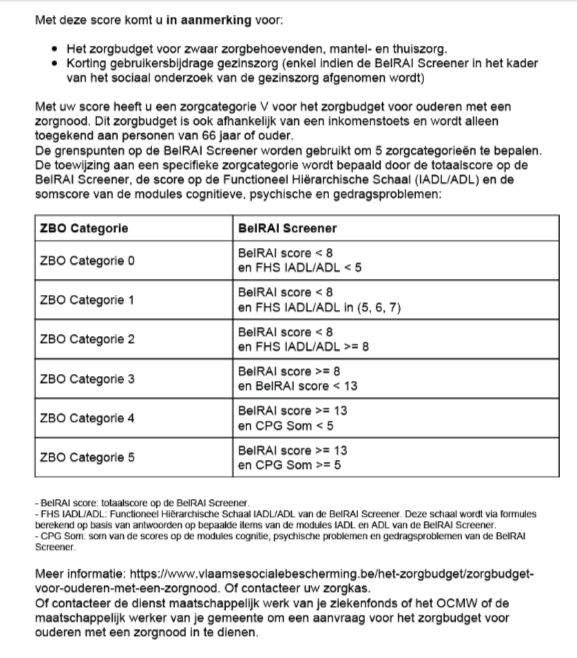 Met deze score komt u in aanmerking voor:
• Het zorgbudget voor zwaar zorgbehoevenden, mantel- en thuiszorg.
• Korting gebruikersbijdrage gezinszorg (enkel indien de BelRAI Screener in het kader
van het sociaal onderzoek van de gezinszorg afgenomen wordt)
Met uw score heeft u een zorgcategorie V voor het zorgbudget voor ouderen met een
zorgnood. Dit zorgbudget is ook afhankelijk van een inkomenstoets en wordt alleen
toegekend aan personen van 66 jaar of ouder.
De grenspunten op de BelRAI Screener worden gebruikt om 5 zorgcategorieën te bepalen.
De toewijzing aan een specifieke zorgcategorie wordt bepaald door de totaalscore op de
BelRAI Screener, de score op de Functioneel Hiërarchische Schaal (IADL/ADL) en de
somscore van de modules cognitieve, psychische en gedragsproblemen:
ZBO Categorie BelRAI Screener
ZBO Categorie 0 BelRAI score < 8
en FHS IADL/ADL < 5
ZBO Categorie 1 BelRAI score < 8
en FHS IADL/ADL in (5, 6, 7)
ZBO Categorie 2 BelRAI score < 8
en FHS IADL/ADL >= 8
ZBO Categorie 3 BelRAI score >= 8
en BelRAI score < 13
ZBO Categorie 4 BelRAI score >= 13
en CPG Som < 5
ZBO Categorie 5 BelRAI score >= 13
en CPG Som >= 5
- BelRAI score: totaalscore op de BelRAI Screener.
- FHS IADL/ADL: Functioneel Hiërarchische Schaal IADL/ADL van de BelRAI Screener. Deze schaal wordt via formules
berekend op basis van antwoorden op bepaalde items van de modules IADL en ADL van de BelRAI Screener.
- CPG Som: som van de scores op de modules cognitie, psychische problemen en gedragsproblemen van de BelRAI
Screener.
Meer informatie: https://www.vlaamsesocialebescherming.be/het-zorgbudget/zorgbudget-
voor-ouderen-met-een-zorgnood. Of contacteer uw zorgkas.
Of contacteer de dienst maatschappelijk werk van je ziekenfonds of het OCMW of de
maatschappelijk werker van je gemeente om een aanvraag voor het zorgbudget voor
ouderen met een zorgnood in te dienen.